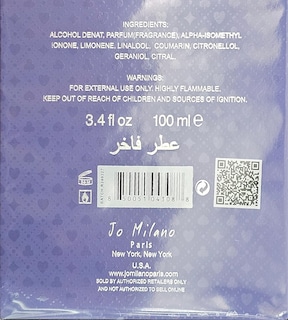 INGREDIENTS:
ALCOHOL DENAT, PARFUM(FRAGRANCE), ALPHA-ISOMETHYL
IONONE, LIMONENE, LINALOOL. COUMARIN, CITRONELLOL,
GERANIOL, CITRAL.
WARNINGS:
FOR EXTERNAL USE ONLY. HIGHLY FLAMMABLE.
KEEP OUT OF REACH OF CHILDREN AND SOURCES OF IGNITION.
3.4 fl oz 100 ml ℮
عطر فاخر
Jo Milano
Paris
New York, New York
U.S.A.
www.jomilanoparis.com
SOLD BY AUTHORIZED RETAILERS ONLY
AND NOT AUTHORIZED TO SELL ONLINE